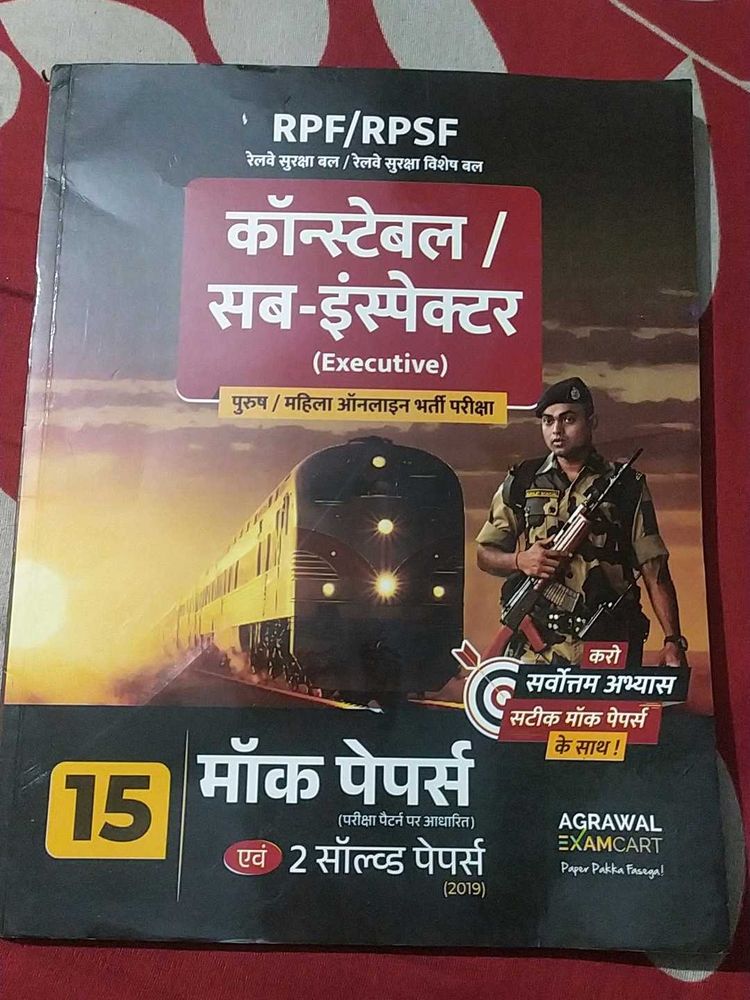 RPF/RPSF
रेलवे सुरक्षा बल / रेलवे सुरक्षा विशेष बल
कॉन्स्टेबल /
सब-इंस्पेक्टर
(Executive)
पुरुष / महिला ऑनलाइन भर्ती परीक्षा
करो
सर्वोत्तम अभ्यास
सटीक मॉक पेपर्स
के साथ !
15
मॉक पेपर्स
(परीक्षा पैटर्न पर आधारित)
एवं 2 सॉल्व्ड पेपर्स
(2019)
AGRAWAL
EXAMCART
Paper Pakka Fasega!